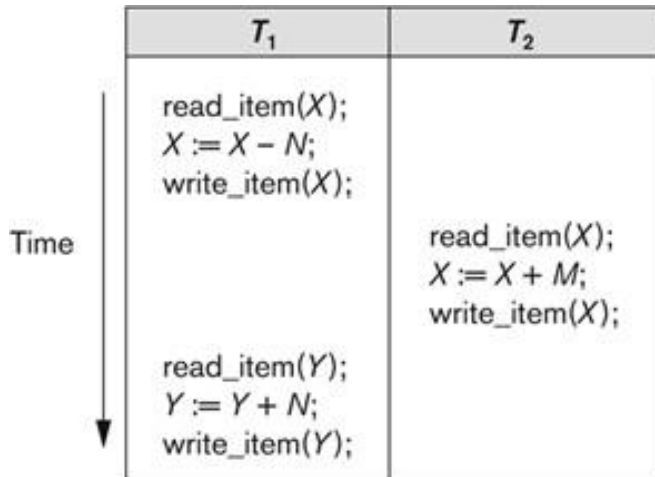 T₁ T₂
read_item(X);
X := X – N;
write_item(X);
Time
read_item(X);
X := X + M;
write_item(X);
read_item(Y);
Y := Y + N;
write_item(Y);